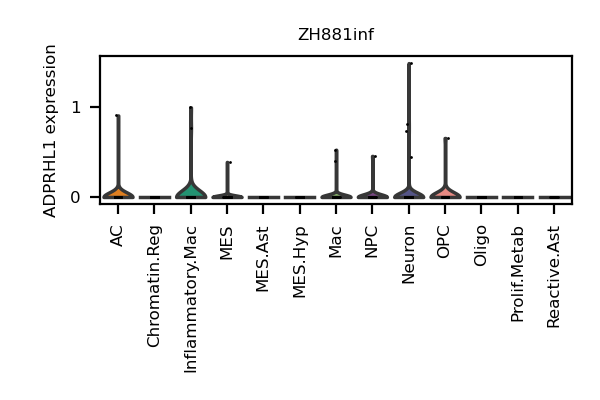 ZH881inf
ADPRHL1 expression
1
0
AC
Chromatin.Reg
Inflammatory.Mac
MES
MES.Ast
MES.Hyp
Mac
NPC
Neuron
OPC
Oligo
Prolif.Metab
Reactive.Ast